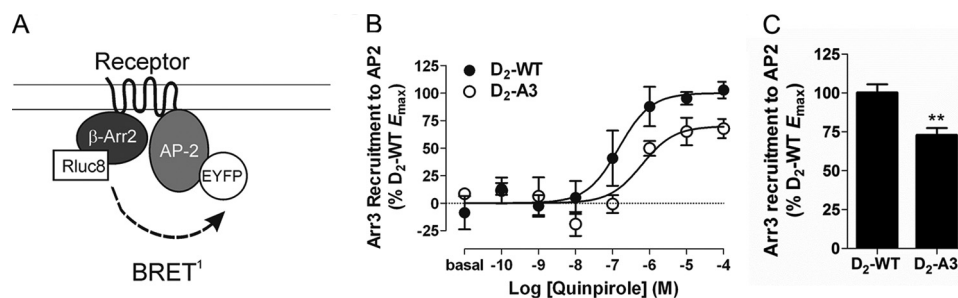 A
Receptor
β-Arr2
AP-2
Rluc8
EYFP
BRET¹
B
Arr3 Recruitment to AP2
(% D₂-WT Eₘₐₓ)
125
100
75
50
25
0
-25
D₂-WT
D₂-A3
basal -10 -9 -8 -7 -6 -5 -4
Log [Quinpirole] (M)
C
Arr3 recruitment to AP2
(% D₂-WT Eₘₐₓ)
125
100
75
50
25
0
**
D₂-WT D₂-A3